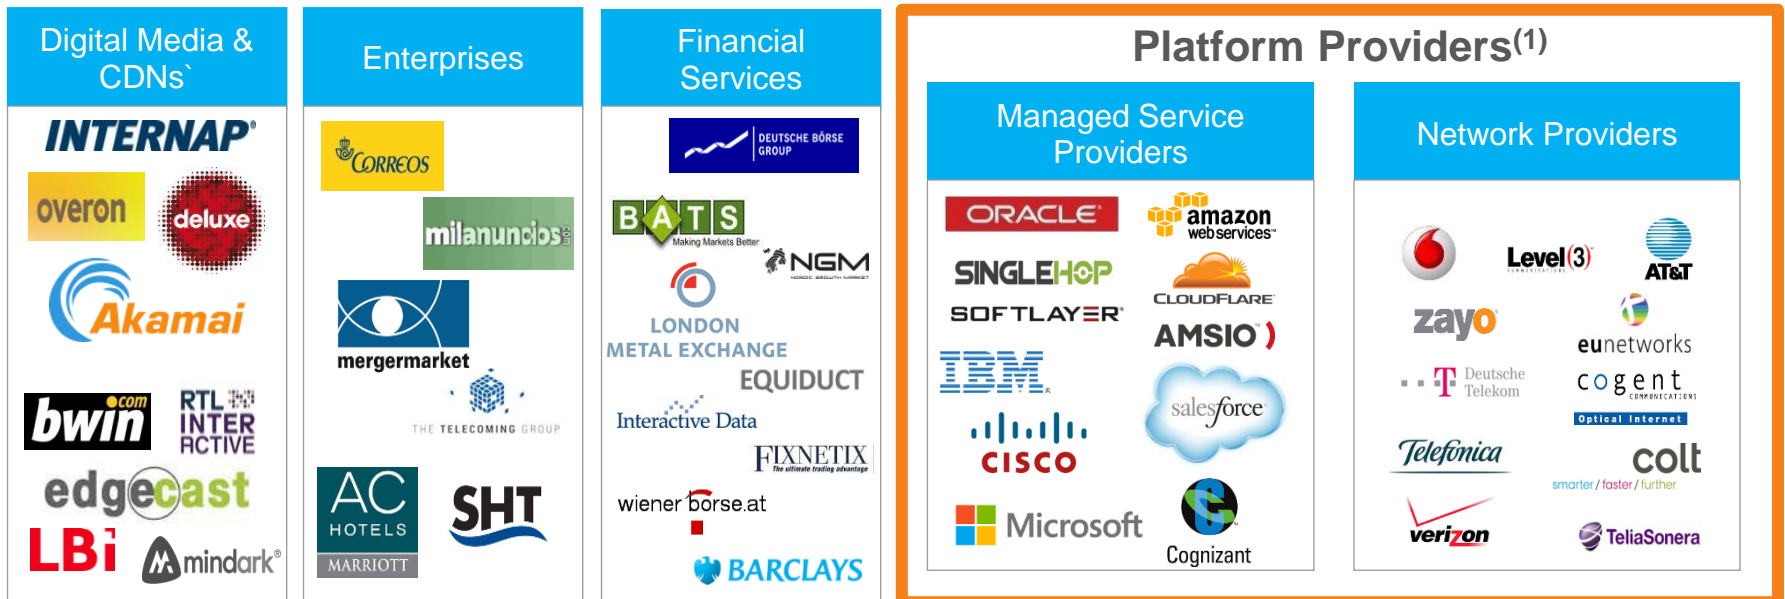 Digital Media &
CDNs`
INTERNAP®
overon
deluxe
Akamai
bwin.com
RTL
INTER
ACTIVE
edgecast
LBi
mindark®
Enterprises
CORREOS
milanuncios.com
mergermarket
THE TELECOMING GROUP
AC
HOTELS
MARRIOTT
SHT
Financial
Services
DEUTSCHE BÖRSE
GROUP
BATS
Making Markets Better
NGM
NORDIC GROWTH MARKET
LONDON
METAL EXCHANGE
EQUIDUCT
Interactive Data
FIXNETIX
The ultimate trading advantage
wiener börse.at
BARCLAYS
Platform Providers(1)
Managed Service
Providers
ORACLE®
amazon
web services™
SINGLEHOP
CLOUDFLARE
SOFTLAYER®
AMSIO
IBM®
salesforce
CISCO
Microsoft
Cognizant
Network Providers
Level(3)
COMMUNICATIONS
AT&T
zayo
eunetworks
T Deutsche
Telekom
cogent
COMMUNICATIONS
Optical Internet
Telefónica
colt
smarter / faster / further
verizon
TeliaSonera